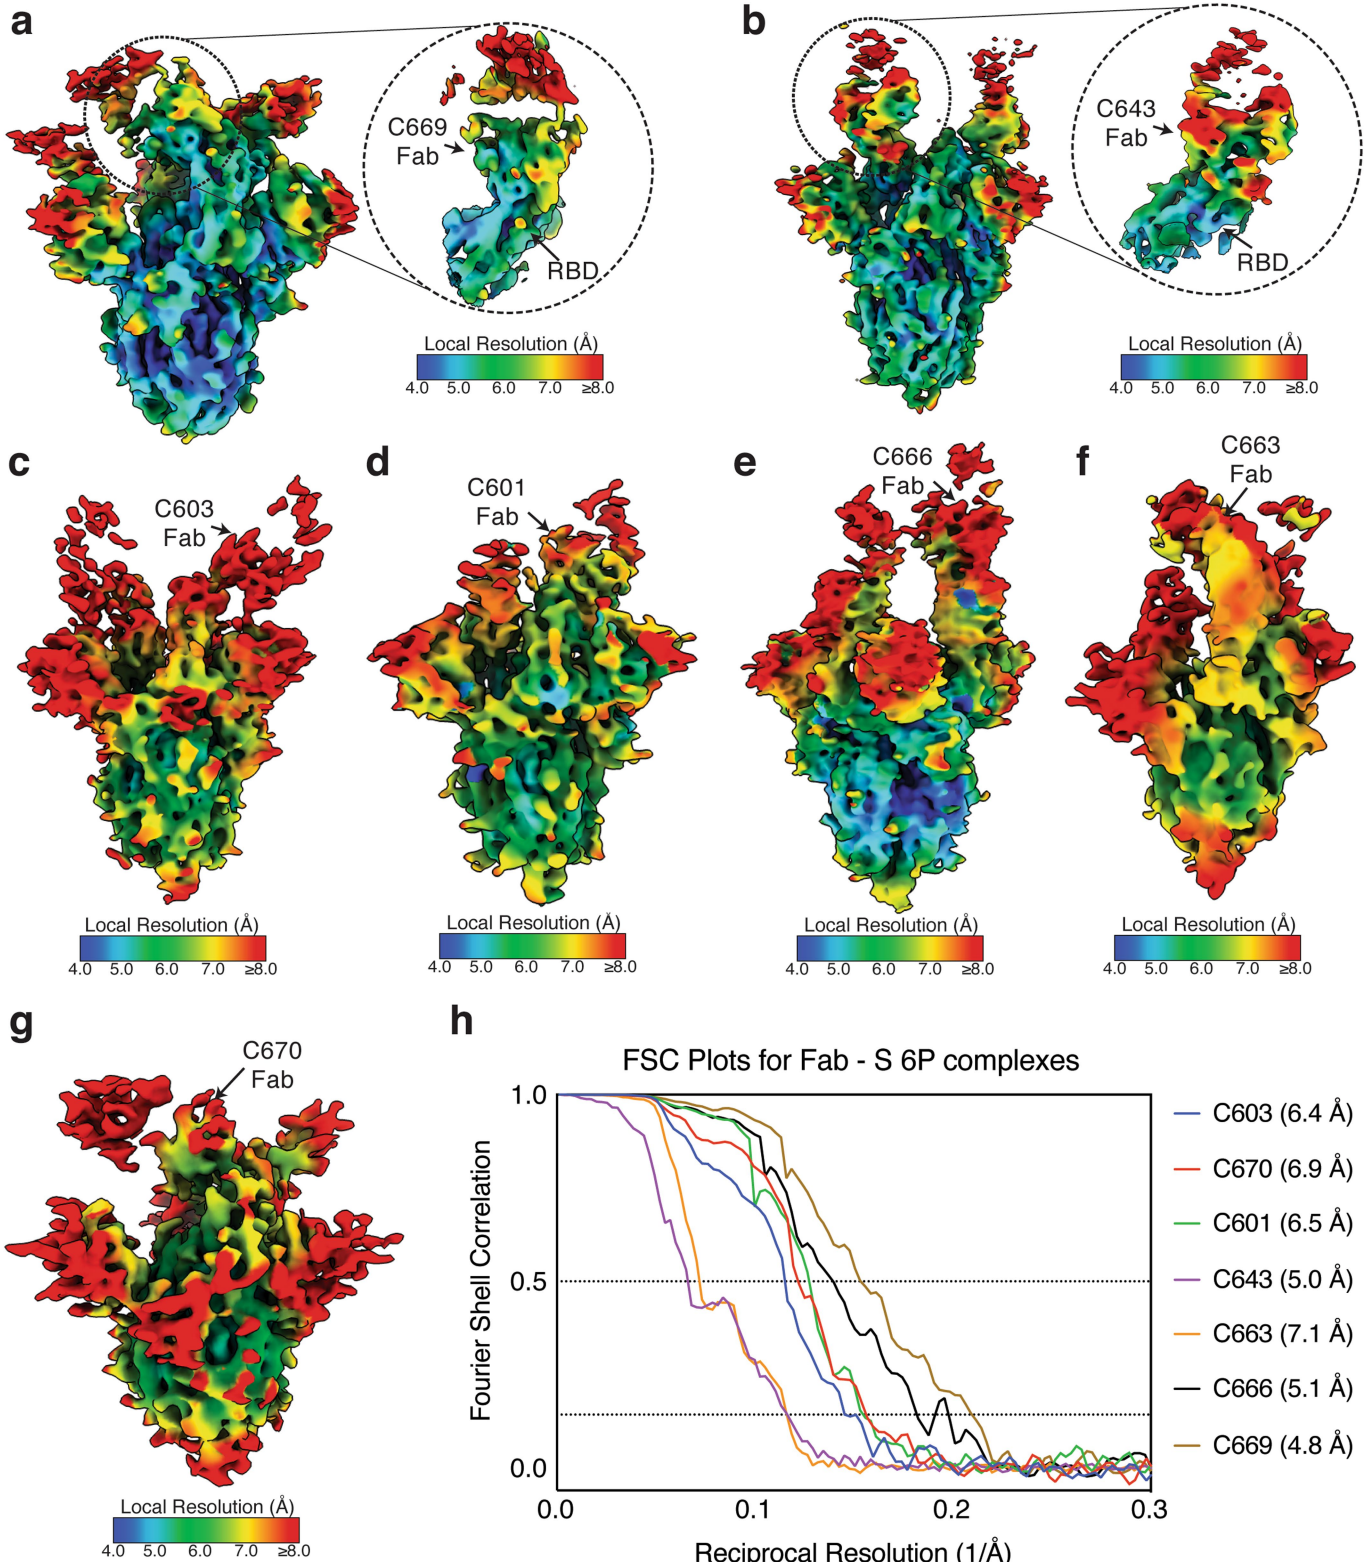 a
C669
Fab
RBD
Local Resolution (Å)
4.0 5.0 6.0 7.0 ≥8.0
b
C643
Fab
RBD
Local Resolution (Å)
4.0 5.0 6.0 7.0 ≥8.0
c
C603
Fab
Local Resolution (Å)
4.0 5.0 6.0 7.0 ≥8.0
d
C601
Fab
Local Resolution (Å)
4.0 5.0 6.0 7.0 ≥8.0
e
C666
Fab
Local Resolution (Å)
4.0 5.0 6.0 7.0 ≥8.0
f
C663
Fab
Local Resolution (Å)
4.0 5.0 6.0 7.0 ≥8.0
g
C670
Fab
Local Resolution (Å)
4.0 5.0 6.0 7.0 ≥8.0
h
FSC Plots for Fab - S 6P complexes
Fourier Shell Correlation
1.0
0.5
0.0
0.0 0.1 0.2 0.3
Reciprocal Resolution (1/Å)
C603 (6.4 Å)
C670 (6.9 Å)
C601 (6.5 Å)
C643 (5.0 Å)
C663 (7.1 Å)
C666 (5.1 Å)
C669 (4.8 Å)